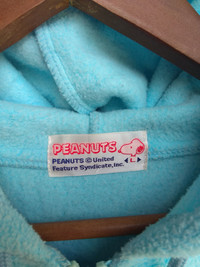 PEANUTS
PEANUTS © United
Feature Syndicate, Inc.
L